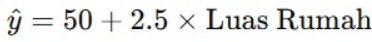 ŷ = 50 + 2.5 × Luas Rumah